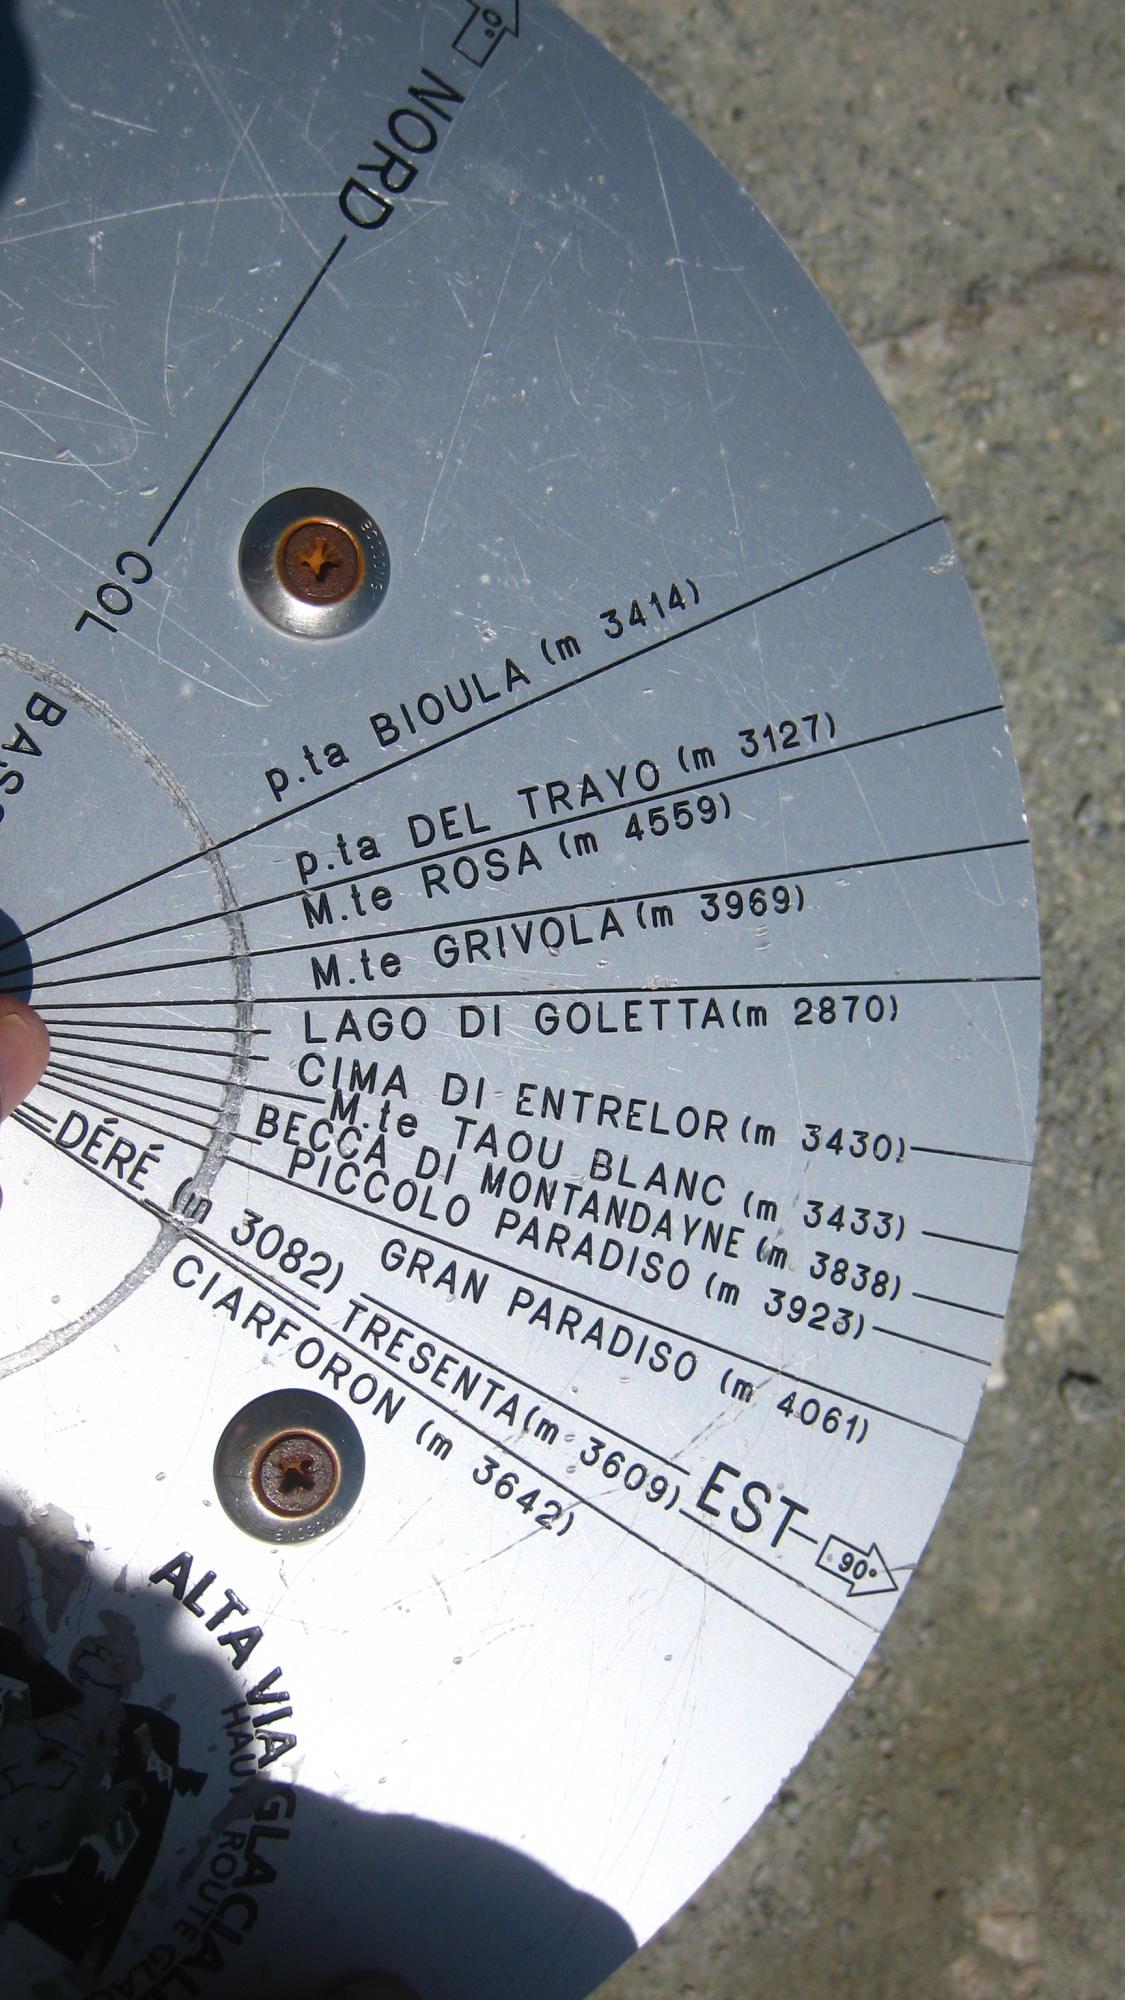 0°
NORD
COL
p.ta BIOULA (m 3414)
p.ta DEL TRAYO (m 3127)
M.te ROSA (m 4559)
M.te GRIVOLA (m 3969)
LAGO DI GOLETTA (m 2870)
CIMA DI ENTRELOR (m 3430)
M.te TAOU BLANC (m 3433)
BECCA DI MONTANDAYNE (m 3838)
PICCOLO PARADISO (m 3923)
GRAN PARADISO (m 4061)
EST 90°
TRESENTA (m 3609)
CIARFORON (m 3642)
DÉRÉ (m 3082)
ALTA VIA